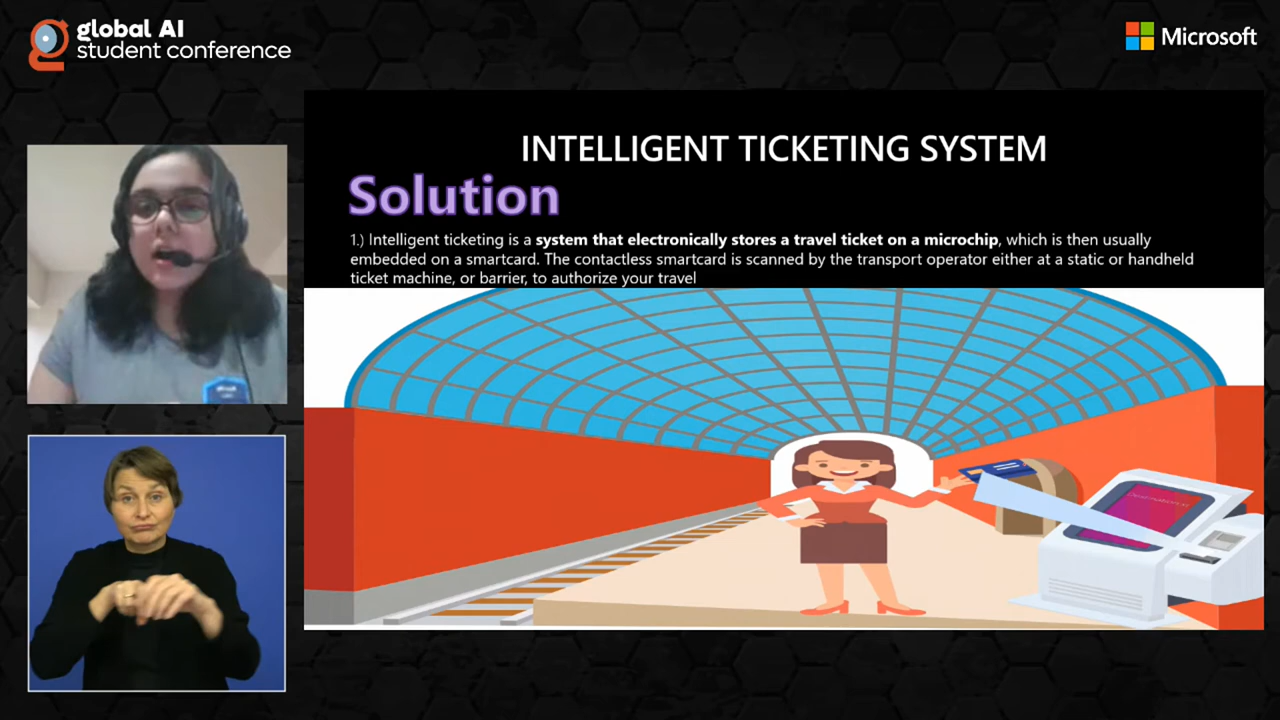 global AI
student conference
Microsoft
INTELLIGENT TICKETING SYSTEM
Solution
1.) Intelligent ticketing is a system that electronically stores a travel ticket on a microchip, which is then usually
embedded on a smartcard. The contactless smartcard is scanned by the transport operator either at a static or handheld
ticket machine, or barrier, to authorize your travel